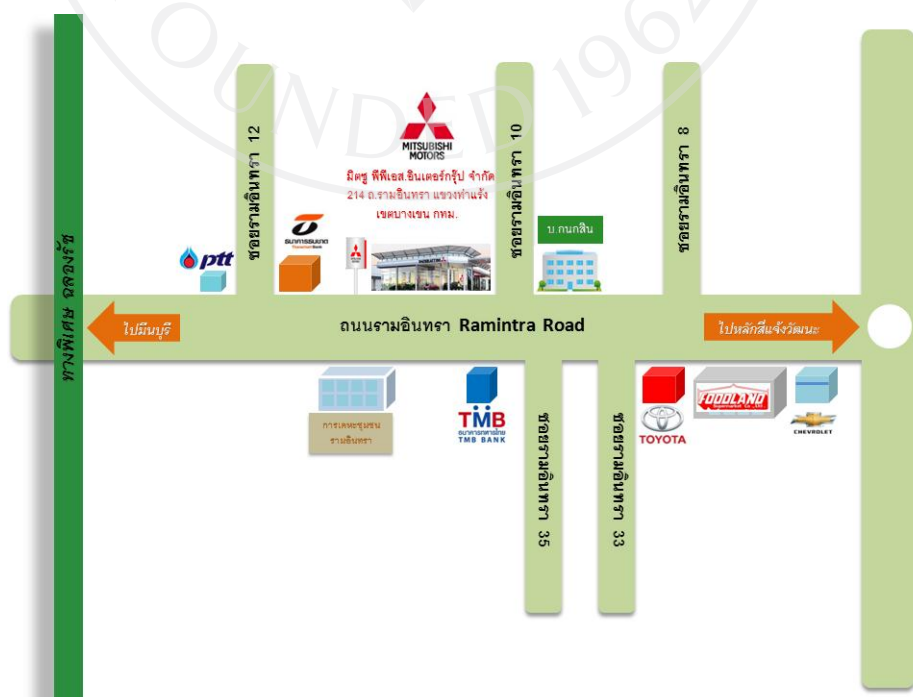 OUNDED 1962
ซอยรามอินทรา 12
MITSUBISHI
MOTORS
มิตซู พีพีเอส.อินเตอร์กรุ๊ป จำกัด
214 ถ.รามอินทรา แขวงท่าแร้ง
เขตบางเขน กทม.
ซอยรามอินทรา 10
ซอยรามอินทรา 8
ธนาคารธนชาต
Thanachart Bank
บ.กนกสิน
ptt
ทางพิเศษ ฉลองรัช
ไปมีนบุรี
ถนนรามอินทรา Ramintra Road
ไปหลักสี่แจ้งวัฒนะ
การเคหะชุมชน
รามอินทรา
TMB
ธนาคารทหารไทย
TMB BANK
ซอยรามอินทรา 35
ซอยรามอินทรา 33
TOYOTA
FOODLAND
Supermarket Co.,Ltd
CHEVROLET